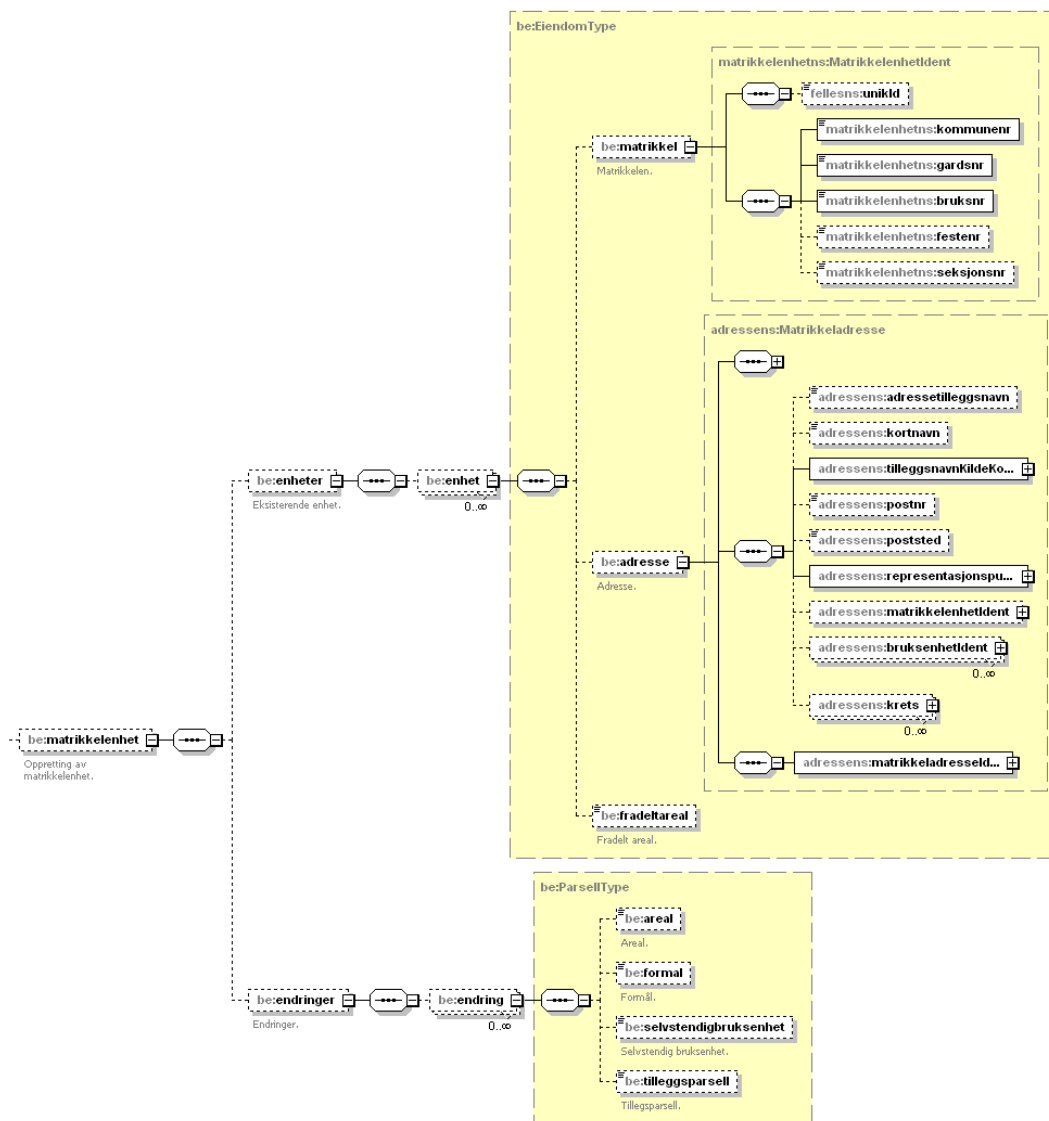 be:EiendomType
matrikkelenhetns:MatrikkelenhetIdent
fellesns:unikId
matrikkelenhetns:kommunenr
be:matrikkel
matrikkelenhetns:gardsnr
Matrikkelen.
matrikkelenhetns:bruksnr
matrikkelenhetns:festenr
matrikkelenhetns:seksjonsnr
adressens:Matrikkeladresse
adressens:adressetilleggsnavn
adressens:kortnavn
adressens:tilleggsnavnKildeKo...
be:enheter
be:enhet
Eksisterende enhet.
0..∞
adressens:postnr
adressens:poststed
be:adresse
Adresse.
adressens:representasjonspu...
adressens:matrikkelenhetIdent
adressens:bruksenhetIdent
0..∞
adressens:krets
0..∞
be:matrikkelenhet
Oppretting av
matrikkelenhet.
adressens:matrikkeladresseId...
be:fradeltareal
Fradelt areal.
be:ParsellType
be:areal
Areal.
be:formal
Formål.
be:endringer
be:endring
Endringer.
0..∞
be:selvstendigbruksenhet
Selvstendig bruksenhet.
be:tilleggsparsell
Tillegsparsell.